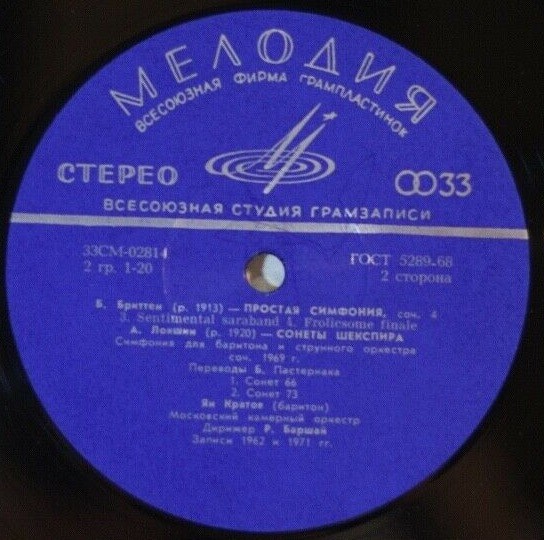 МЕЛОДИЯ
ВСЕСОЮЗНАЯ ФИРМА ГРАМПЛАСТИНОК
СТЕРЕО
33
ВСЕСОЮЗНАЯ СТУДИЯ ГРАМЗАПИСИ
33СМ-02814
ГОСТ 5289-68
2 гр. 1-20
2 сторона
Б. Бриттен (р. 1913) — ПРОСТАЯ СИМФОНИЯ, соч. 4
3. Sentimental saraband 4. Frolicsome finale
А. Локшин (р. 1920) — СОНЕТЫ ШЕКСПИРА
Симфония для баритона и струнного оркестра
соч. 1969 г.
Переводы Б. Пастернака
1. Сонет 66
2. Сонет 73
Ян Кратов (баритон)
Московский камерный оркестр
Дирижер Р. Баршай
Записи 1962 и 1971 гг.